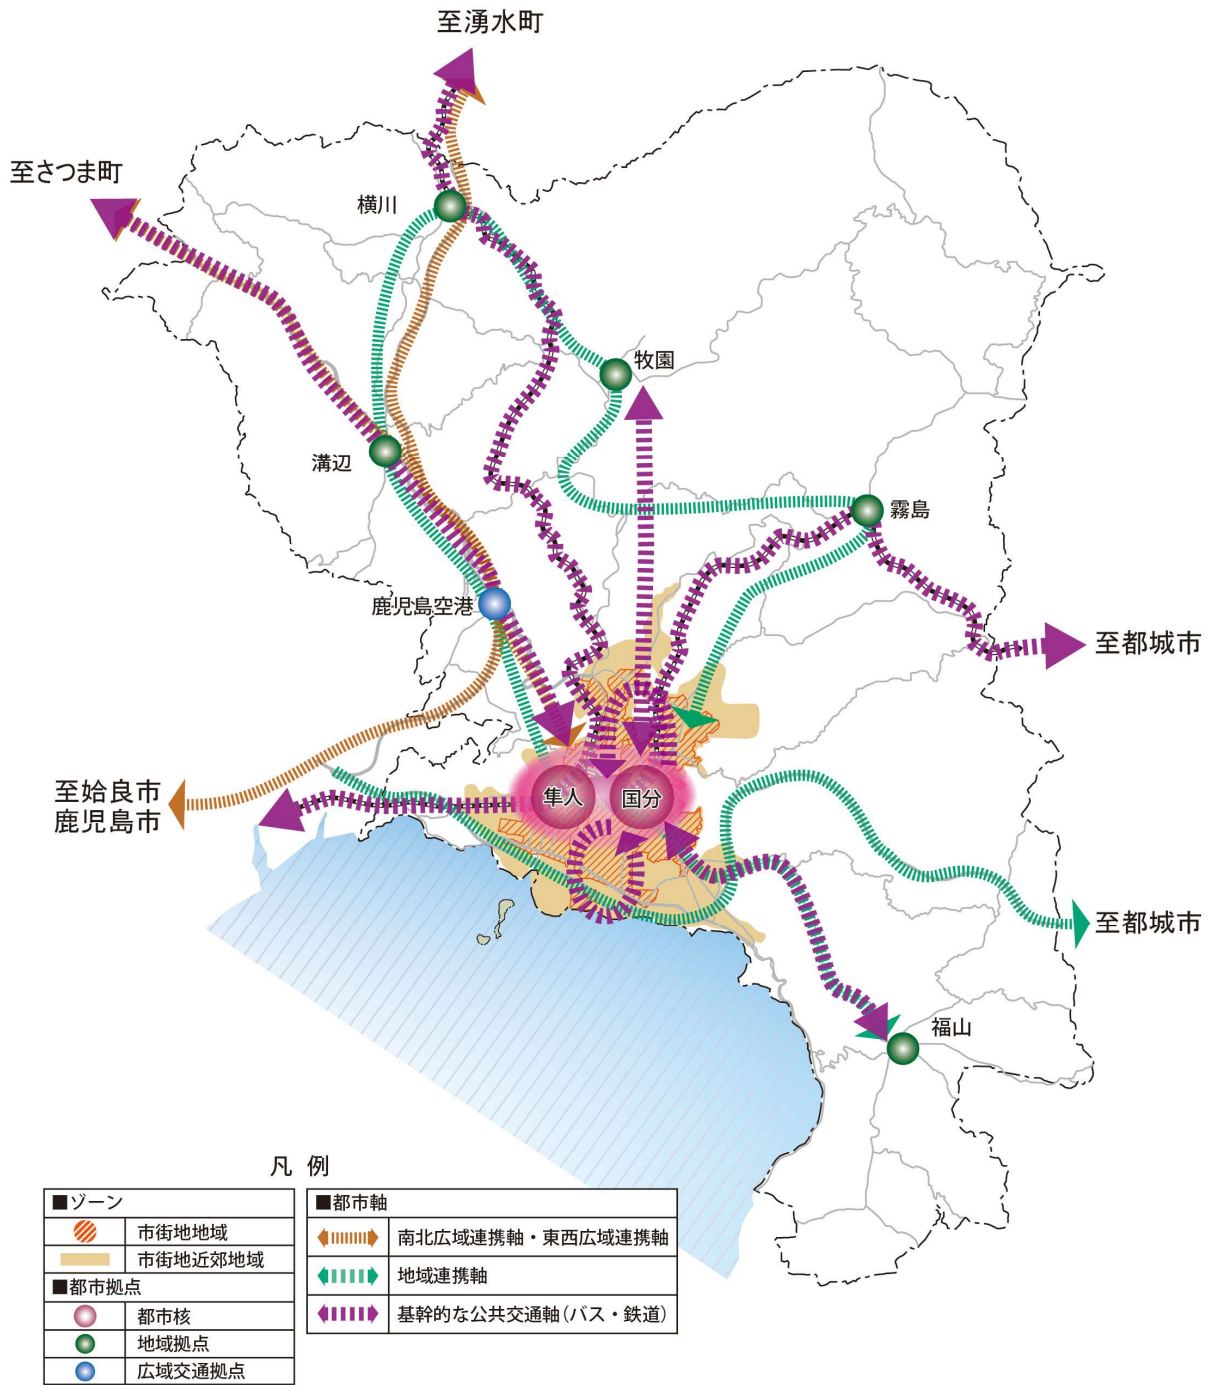 至湧水町
至さつま町
横川
牧園
溝辺
霧島
鹿児島空港
至都城市
至姶良市
鹿児島市
隼人
国分
至都城市
福山
凡 例
■ゾーン
市街地地域
市街地近郊地域
■都市拠点
都市核
地域拠点
広域交通拠点
■都市軸
南北広域連携軸・東西広域連携軸
地域連携軸
基幹的な公共交通軸(バス・鉄道)